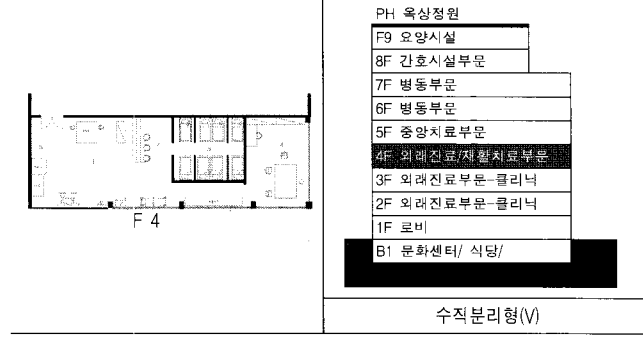 PH 옥상정원
F9 요양시설
8F 간호시설부문
7F 병동부문
6F 병동부문
5F 중앙치료부문
4F 외래진료/재활치료부문
3F 외래진료부문-클리닉
2F 외래진료부문-클리닉
1F 로비
B1 문화센터/ 식당/
F 4
수직분리형(V)